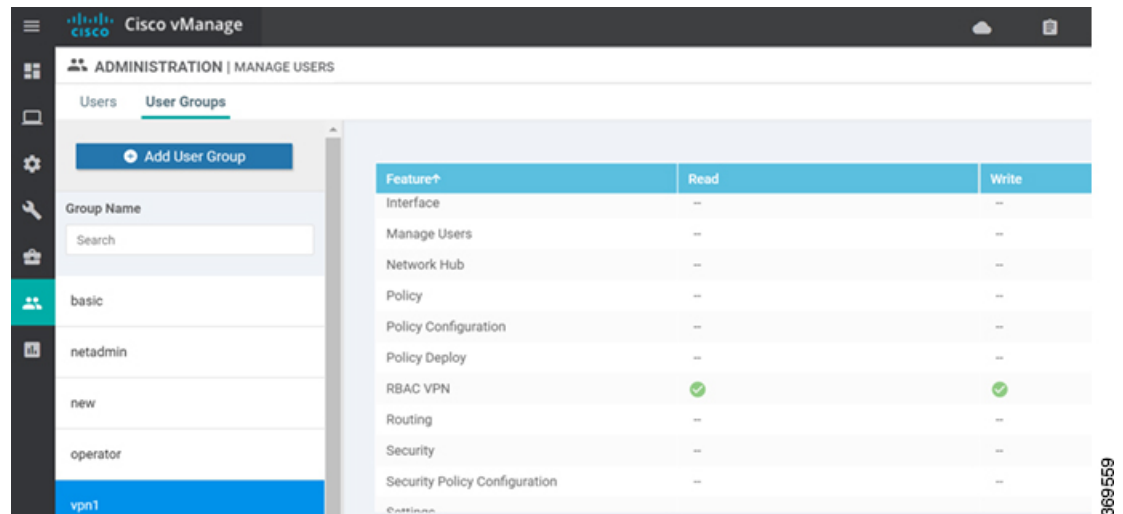 cisco Cisco vManage
ADMINISTRATION | MANAGE USERS
Users User Groups
Add User Group
Group Name
Search
basic
netadmin
new
operator
vpn1
Feature↑ Read Write
Interface -- --
Manage Users -- --
Network Hub -- --
Policy -- --
Policy Configuration -- --
Policy Deploy -- --
RBAC VPN
Routing -- --
Security -- --
Security Policy Configuration -- --
Settings
369559